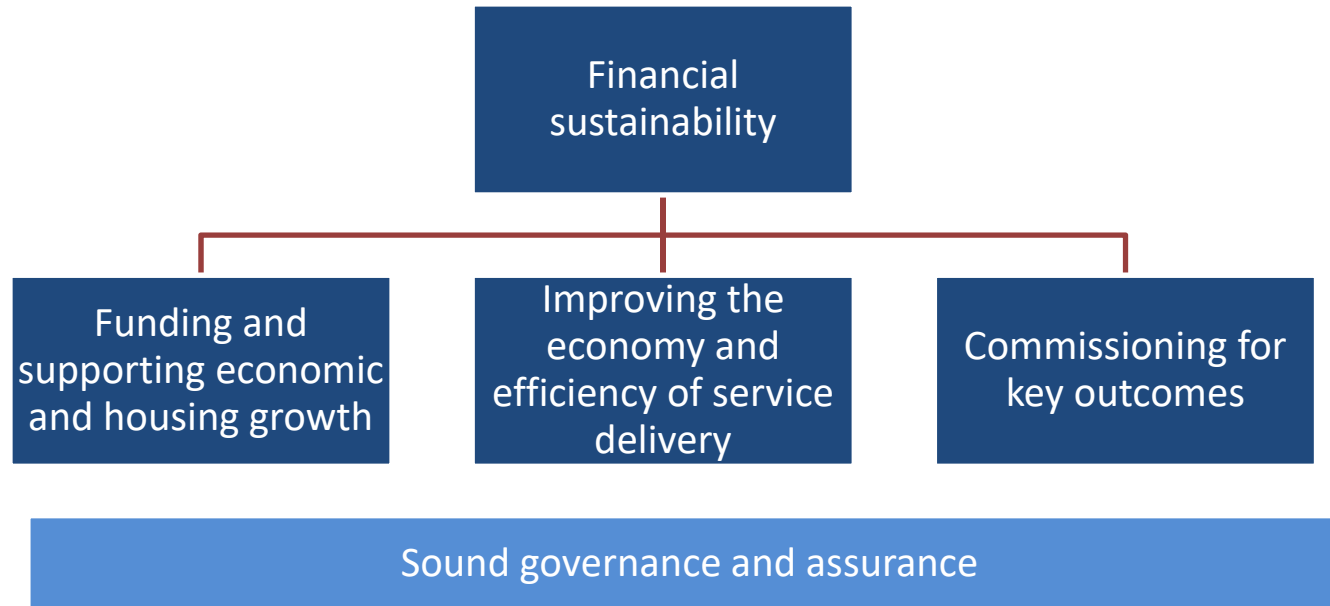 Financial
sustainability
Funding and
supporting economic
and housing growth
Improving the
economy and
efficiency of service
delivery
Commissioning for
key outcomes
Sound governance and assurance